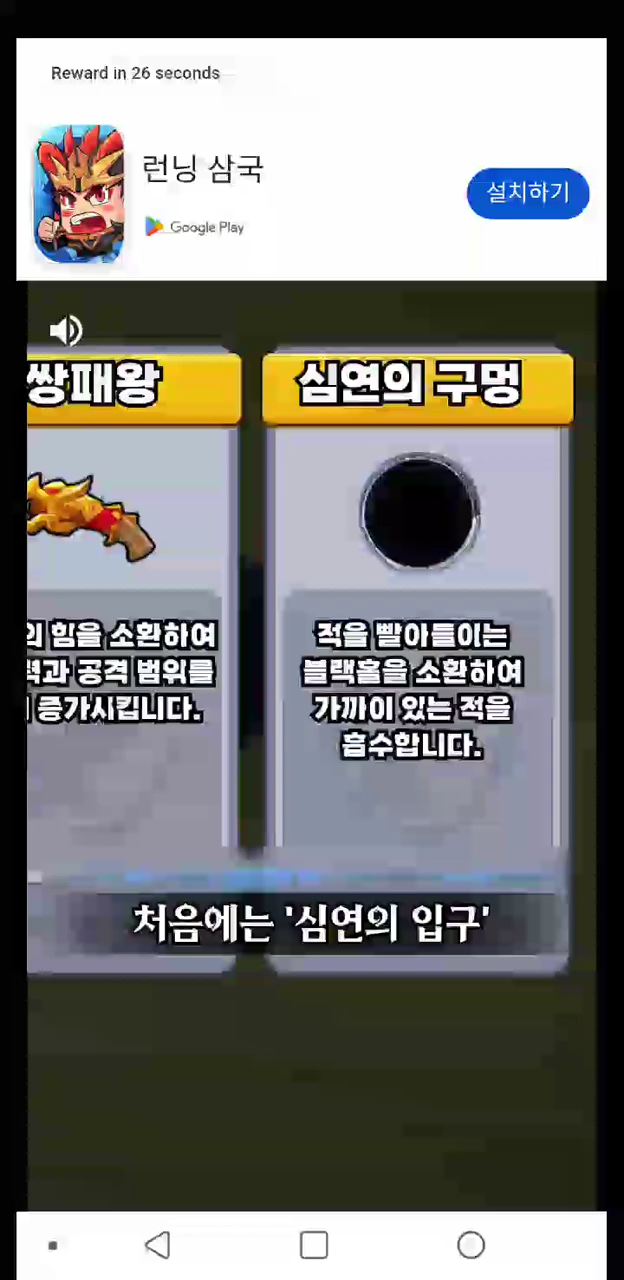 Reward in 26 seconds
런닝 삼국
Google Play
설치하기
쌍패왕
심연의 구멍
의 힘을 소환하여
공격 범위를
증가시킵니다.
적을 빨아들이는
블랙홀을 소환하여
가까이 있는 적을
흡수합니다.
처음에는 '심연의 입구'